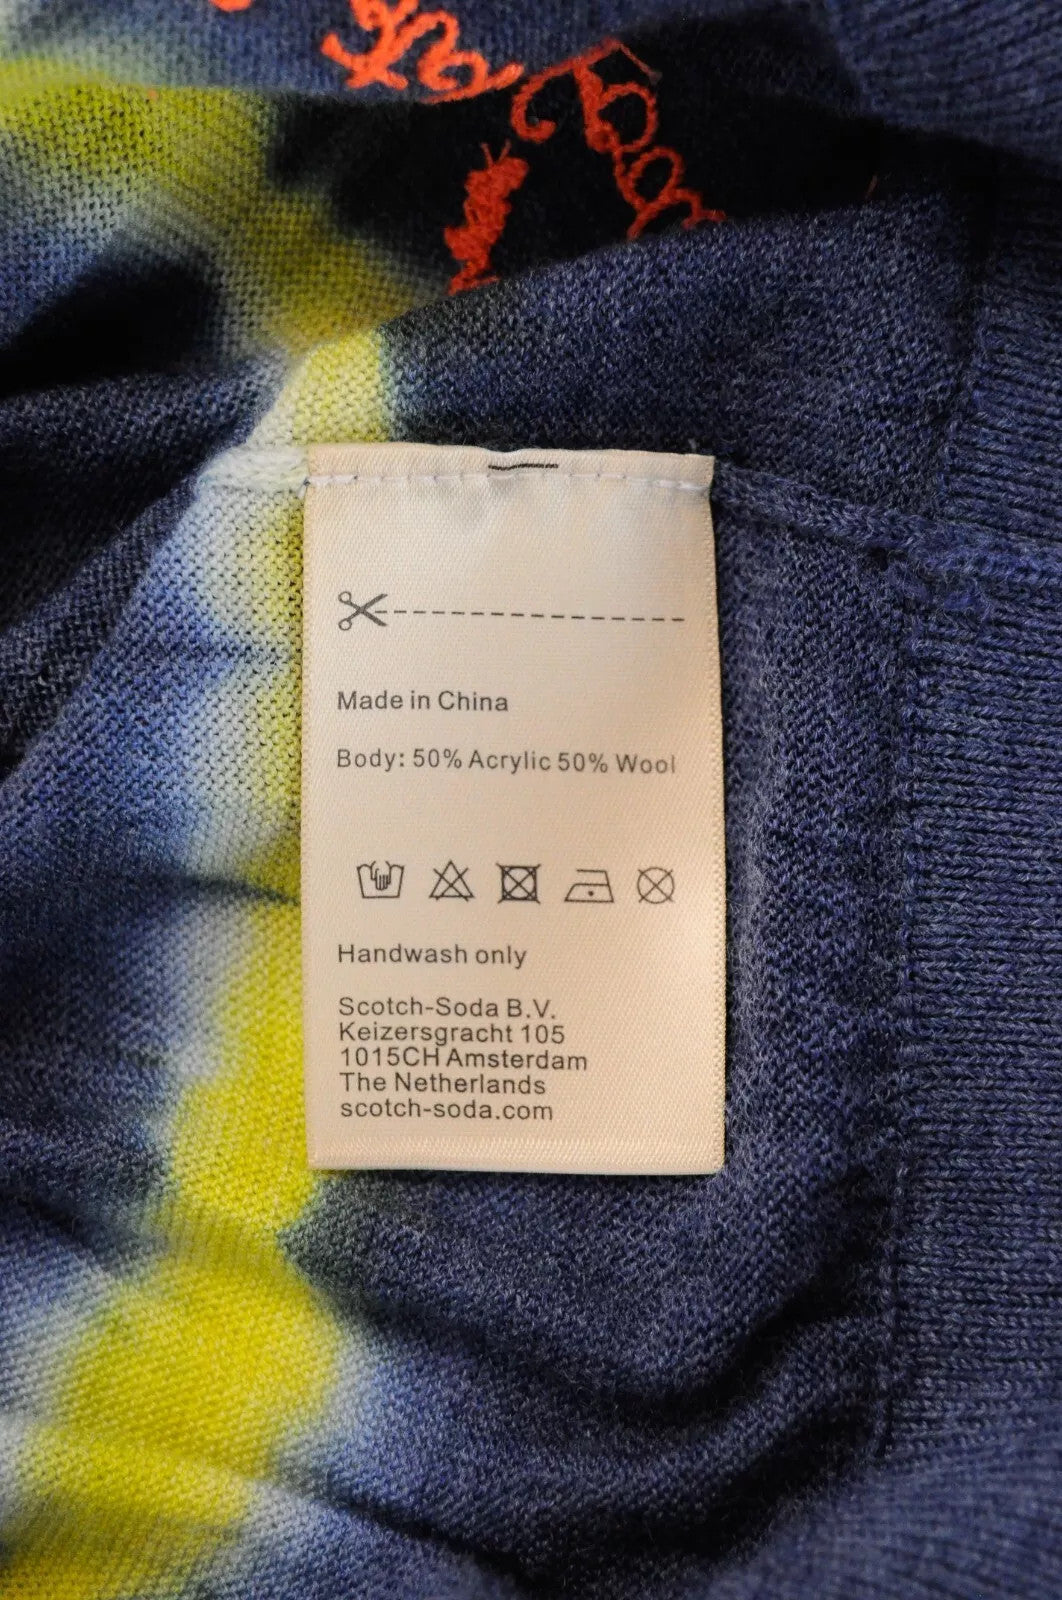 Made in China
Body: 50% Acrylic 50% Wool
Handwash only
Scotch-Soda B.V.
Keizersgracht 105
1015CH Amsterdam
The Netherlands
scotch-soda.com